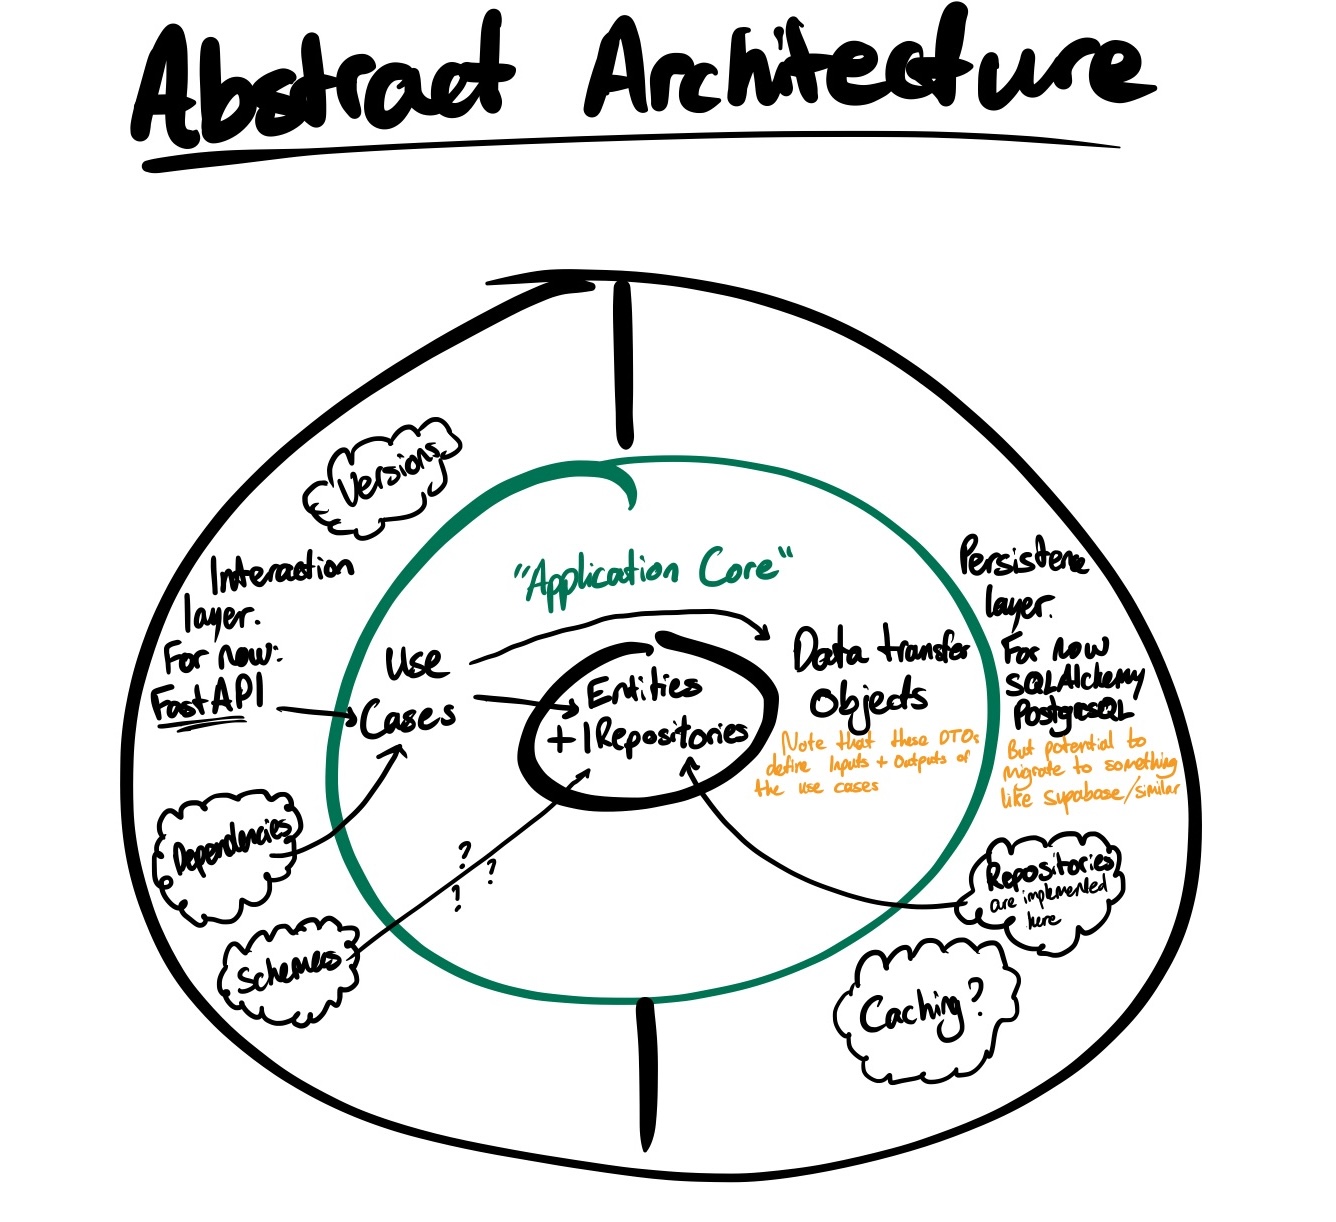 Abstract Architecture
Versions
Interaction
layer.
For now:
FastAPI
Dependencies
Schemas
"Application Core"
Use
Cases
Entities
+ IRepositories
Data transfer
Objects
Note that these DTOs
define Inputs + Outputs of
the use cases
? ? ?
Persistence
layer.
For now
SQLAlchemy
PostgresQL
But potential to
migrate to something
like supabase/similar
Repositories
are implemented
here
Caching?